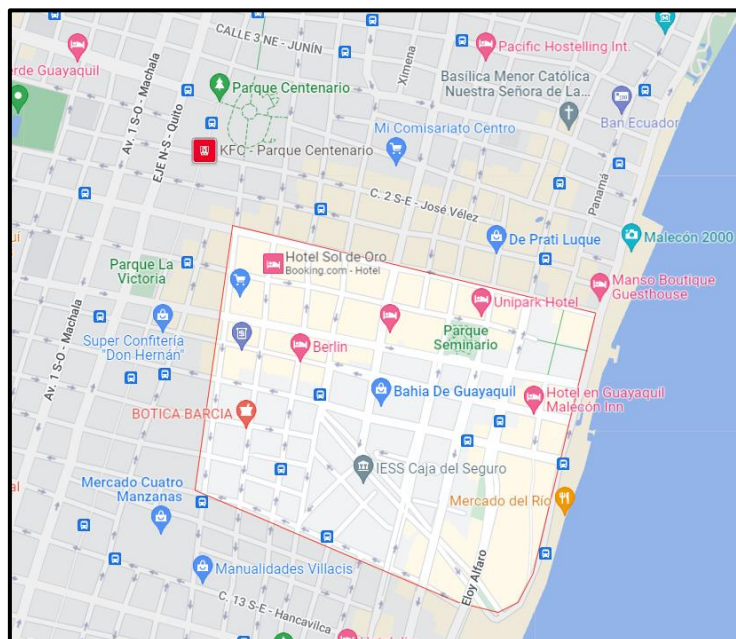 CALLE 3 NE - JUNÍN
Pacific Hostelling Int.
erde Guayaquil
Ximena
Basílica Menor Católica
Nuestra Señora de La...
Av. 1 S-O - Machala
EJE N-S - Quito
Parque Centenario
Ban Ecuador
Mi Comisariato Centro
KFC - Parque Centenario
C. 2 S-E - José Vélez
Panamá
De Prati Luque
Malecón 2000
Hotel Sol de Oro
Booking.com - Hotel
Parque La
Victoria
Manso Boutique
Guesthouse
Unipark Hotel
Parque
Seminario
Super Confitería
"Don Hernán"
Berlin
Av. 1 S-O - Machala
Bahia De Guayaquil
Hotel en Guayaquil
Malecón Inn
BOTICA BARCIA
IESS Caja del Seguro
Mercado Cuatro
Manzanas
Mercado del Río
Manualidades Villacis
Eloy Alfaro
C. 13 S-E - Hancavilca